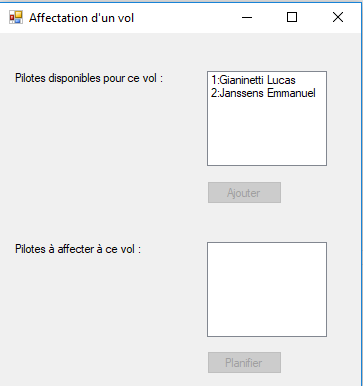 Affectation d'un vol
Pilotes disponibles pour ce vol :
1:Gianinetti Lucas
2:Janssens Emmanuel
Ajouter
Pilotes à affecter à ce vol :
Planifier